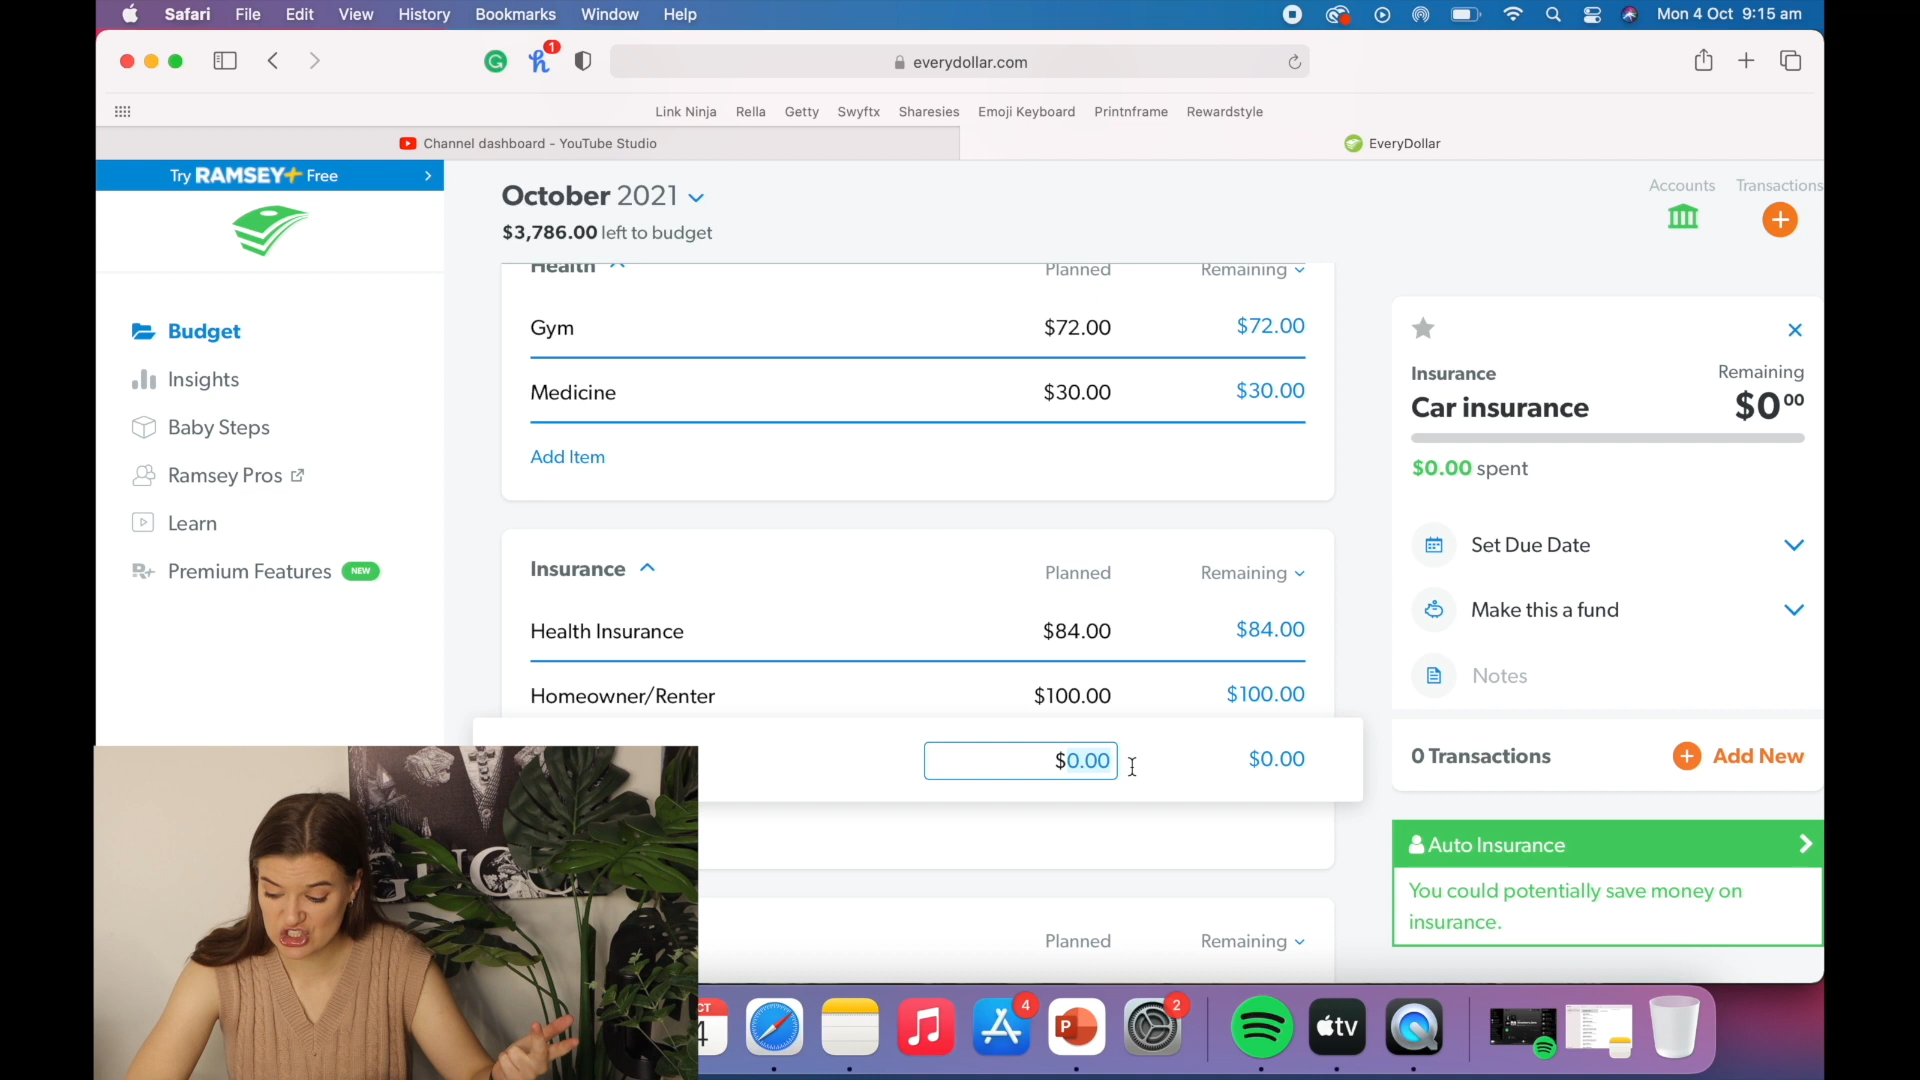 Safari File Edit View History Bookmarks Window Help Mon 4 Oct 9:15 am
1
everydollar.com
Link Ninja Rella Getty Swyftx Sharesies Emoji Keyboard Printnframe Rewardstyle
Channel dashboard - YouTube Studio EveryDollar
Try RAMSEY+ Free
October 2021
$3,786.00 left to budget
Accounts Transactions
Budget
Insights
Baby Steps
Ramsey Pros
Learn
Premium Features NEW
Health Planned Remaining
Gym $72.00 $72.00
Medicine $30.00 $30.00
Add Item
Insurance Planned Remaining
Health Insurance $84.00 $84.00
Homeowner/Renter $100.00 $100.00
$0.00 $0.00
Planned Remaining
Insurance Remaining
Car insurance $0 00
$0.00 spent
Set Due Date
Make this a fund
Notes
0 Transactions Add New
Auto Insurance
You could potentially save money on
insurance.
4 2
P
tv